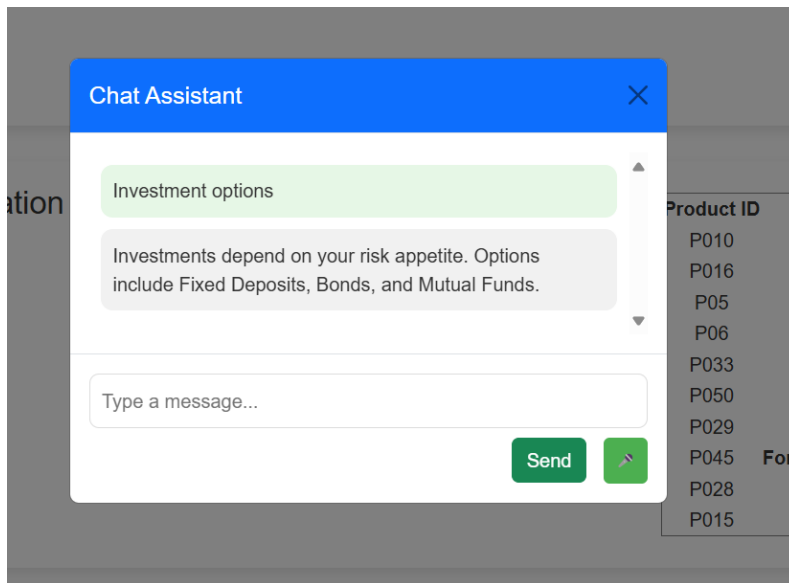 Chat Assistant
Investment options
Investments depend on your risk appetite. Options
include Fixed Deposits, Bonds, and Mutual Funds.
Type a message...
Send
ation
Product ID
P010
P016
P05
P06
P033
P050
P029
P045 For
P028
P015